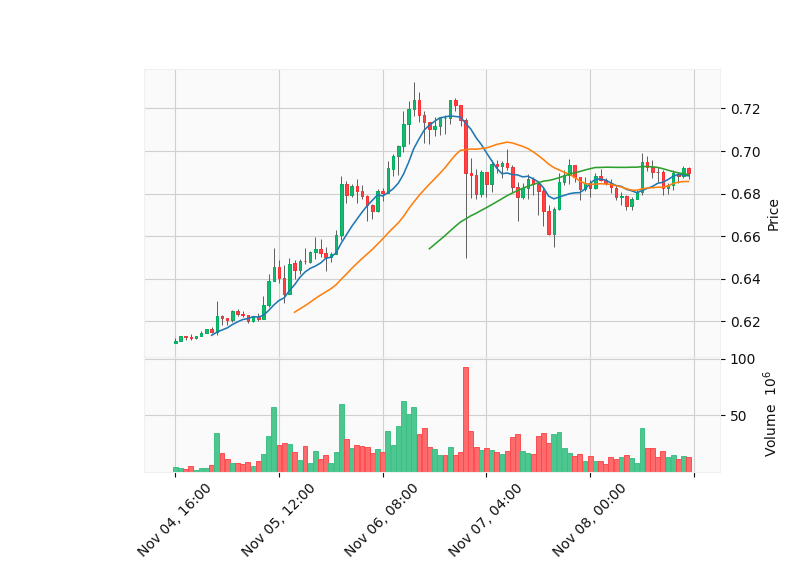 0.72
0.70
0.68
0.66
0.64
0.62
Price
100
50
Volume 10^6
Nov 04, 16:00
Nov 05, 12:00
Nov 06, 08:00
Nov 07, 04:00
Nov 08, 00:00